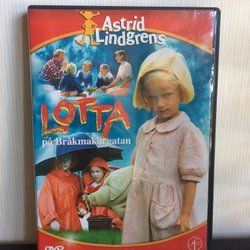 Astrid
Lindgrens
LOTTA
på Bråkmakargatan
DVD